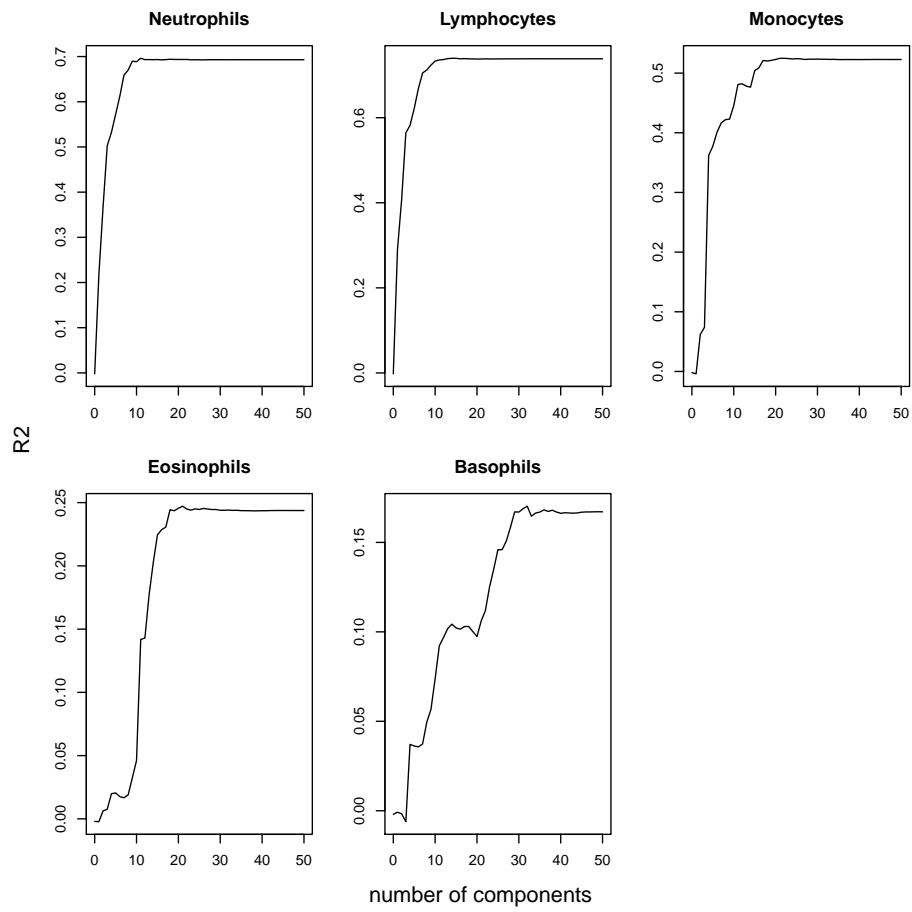 Neutrophils Lymphocytes Monocytes
0.0 0.1 0.2 0.3 0.4 0.5 0.6 0.7
0.0 0.2 0.4 0.6
0.0 0.1 0.2 0.3 0.4 0.5
0 10 20 30 40 50 0 10 20 30 40 50 0 10 20 30 40 50
R2
Eosinophils Basophils
0.00 0.05 0.10 0.15 0.20 0.25
0.00 0.05 0.10 0.15
0 10 20 30 40 50 0 10 20 30 40 50
number of components